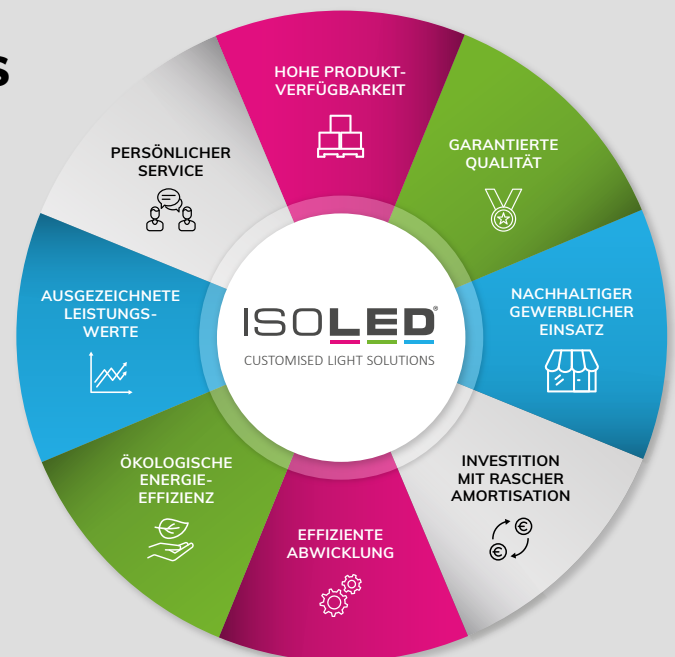 s
HOHE PRODUKT-
VERFÜGBARKEIT
GARANTIERTE
QUALITÄT
NACHHALTIGER
GEWERBLICHER
EINSATZ
INVESTITION
MIT RASCHER
AMORTISATION
EFFIZIENTE
ABWICKLUNG
ÖKOLOGISCHE
ENERGIE-
EFFIZIENZ
AUSGEZEICHNETE
LEISTUNGS-
WERTE
PERSÖNLICHER
SERVICE
ISOLED®
CUSTOMISED LIGHT SOLUTIONS